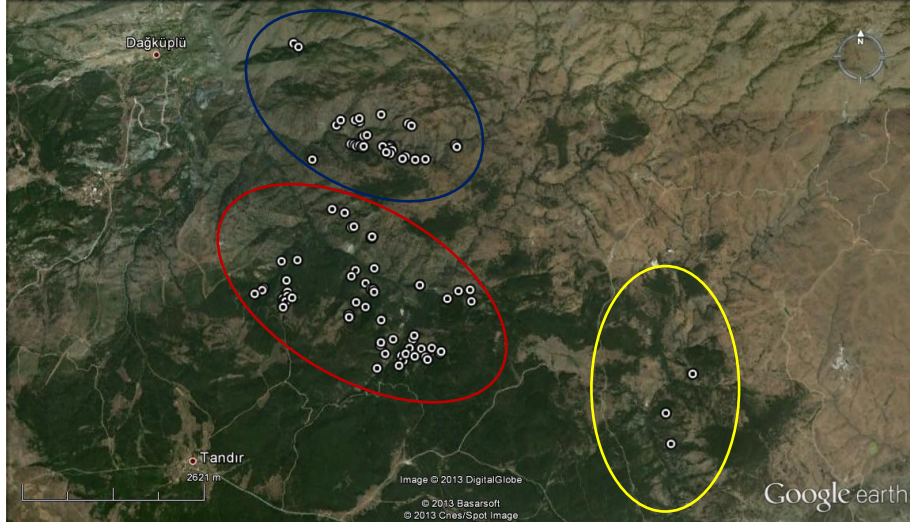 Dağküplü
N
Tandır
2621 m
Image © 2013 DigitalGlobe
© 2013 Basarsoft
© 2013 Cnes/Spot Image
Google earth